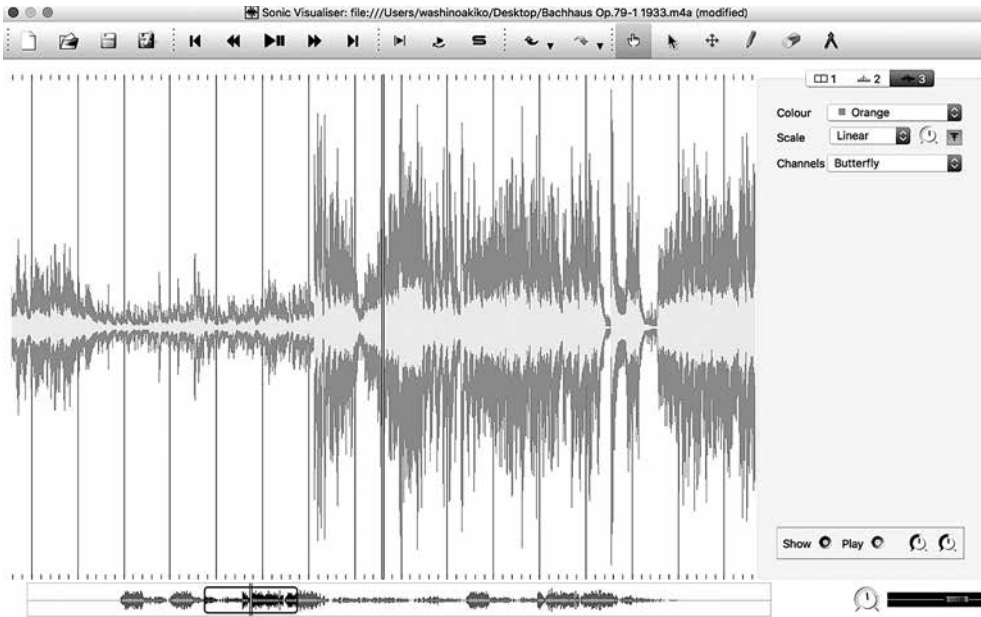 Sonic Visualiser: file:///Users/washinoakiko/Desktop/Bachhaus Op.79-1 1933.m4a (modified)
1 2 3
Colour Orange
Scale Linear
Channels Butterfly
Show Play